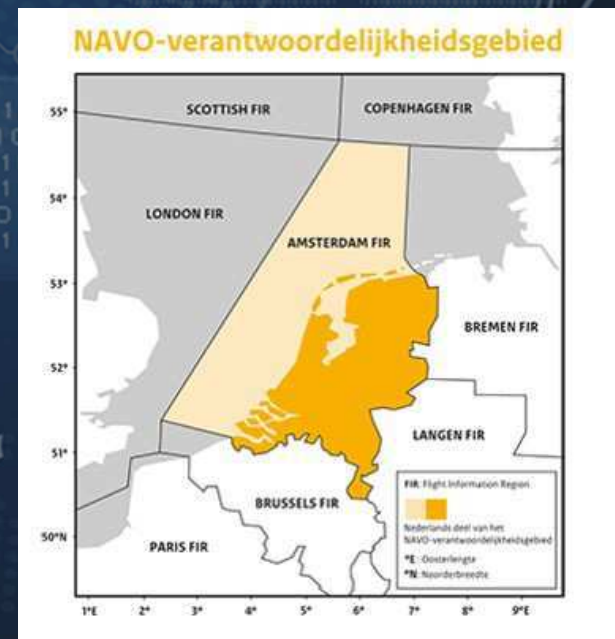 NAVO-verantwoordelijkheidsgebied
55°
SCOTTISH FIR
COPENHAGEN FIR
54°
LONDON FIR
AMSTERDAM FIR
53°
BREMEN FIR
52°
LANGEN FIR
51°
FIR: Flight Information Region
BRUSSELS FIR
Nederlands deel van het
NAVO-verantwoordelijkheidsgebied
50°N
PARIS FIR
°E: Oosterlengte
°N: Noorderbreedte
1°E 2° 3° 4° 5° 6° 7° 8° 9°E